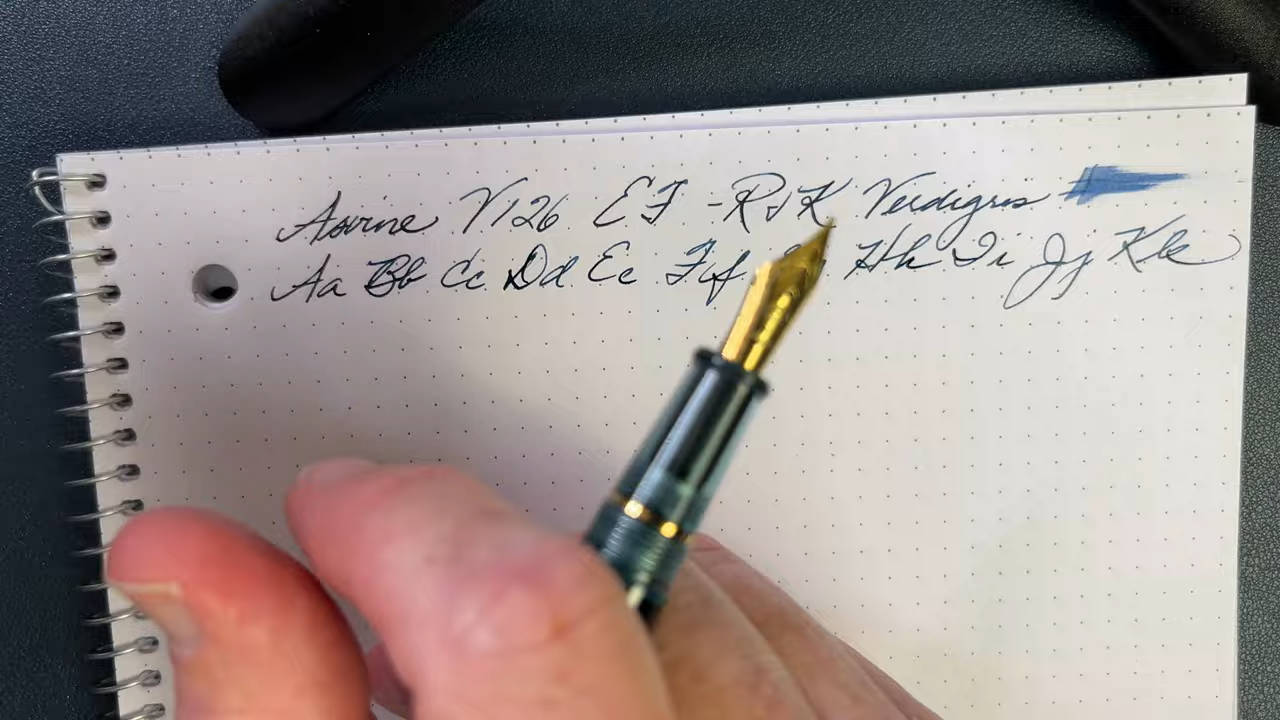 Asvine V126 EF - R&K Verdigris
Aa Bb Cc Dd Ee Ff Hh Ii Jj Kk